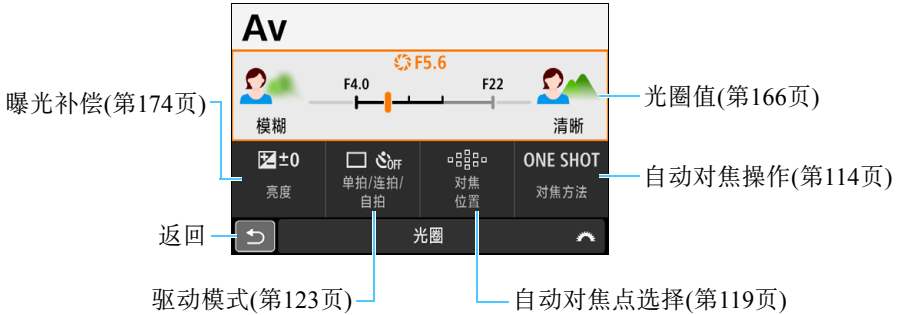 Av
F5.6
F4.0
F22
模糊
清晰
曝光补偿(第174页)
光圈值(第166页)
±0
OFF
ONE SHOT
亮度
单拍/连拍/
自拍
对焦
位置
对焦方法
自动对焦操作(第114页)
返回
光圈
驱动模式(第123页)
自动对焦点选择(第119页)